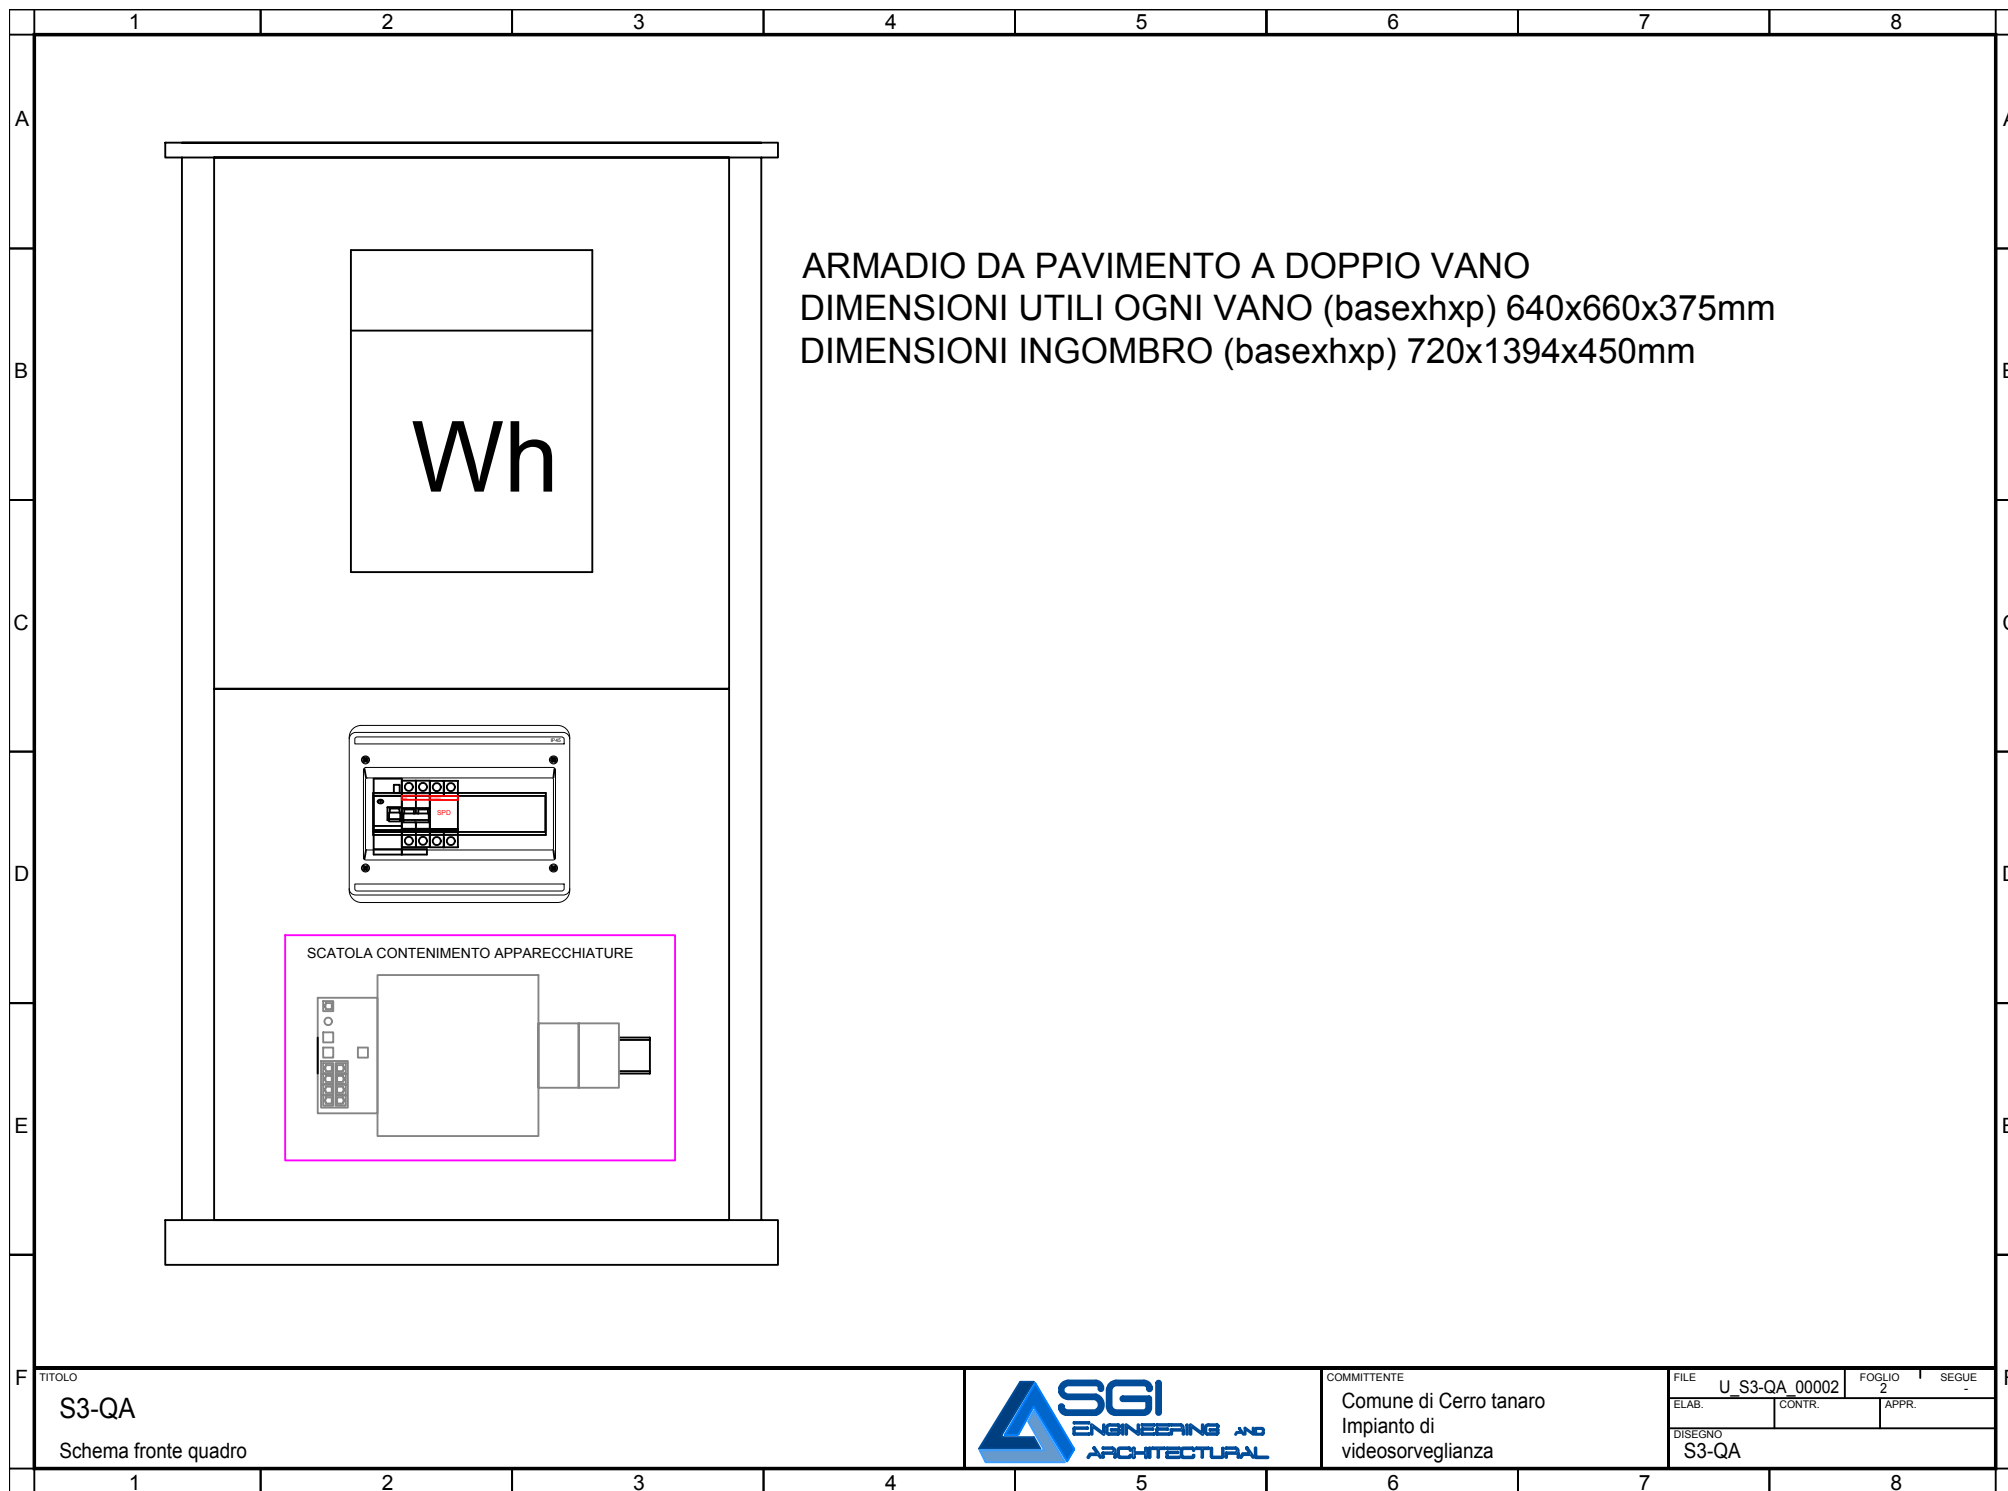 1 2 3 4 5 6 7 8
A
B
C
D
E
F
ARMADIO DA PAVIMENTO A DOPPIO VANO
DIMENSIONI UTILI OGNI VANO (basexhxp) 640x660x375mm
DIMENSIONI INGOMBRO (basexhxp) 720x1394x450mm
Wh
IP40
SPD
SCATOLA CONTENIMENTO APPARECCHIATURE
TITOLO
S3-QA
Schema fronte quadro
SGI
ENGINEERING AND
ARCHITECTURAL
COMMITTENTE
Comune di Cerro tanaro
Impianto di
videosorveglianza
FILE U_S3-QA_00002
FOGLIO 2
SEGUE -
ELAB. CONTR. APPR.
DISEGNO
S3-QA
1 2 3 4 5 6 7 8